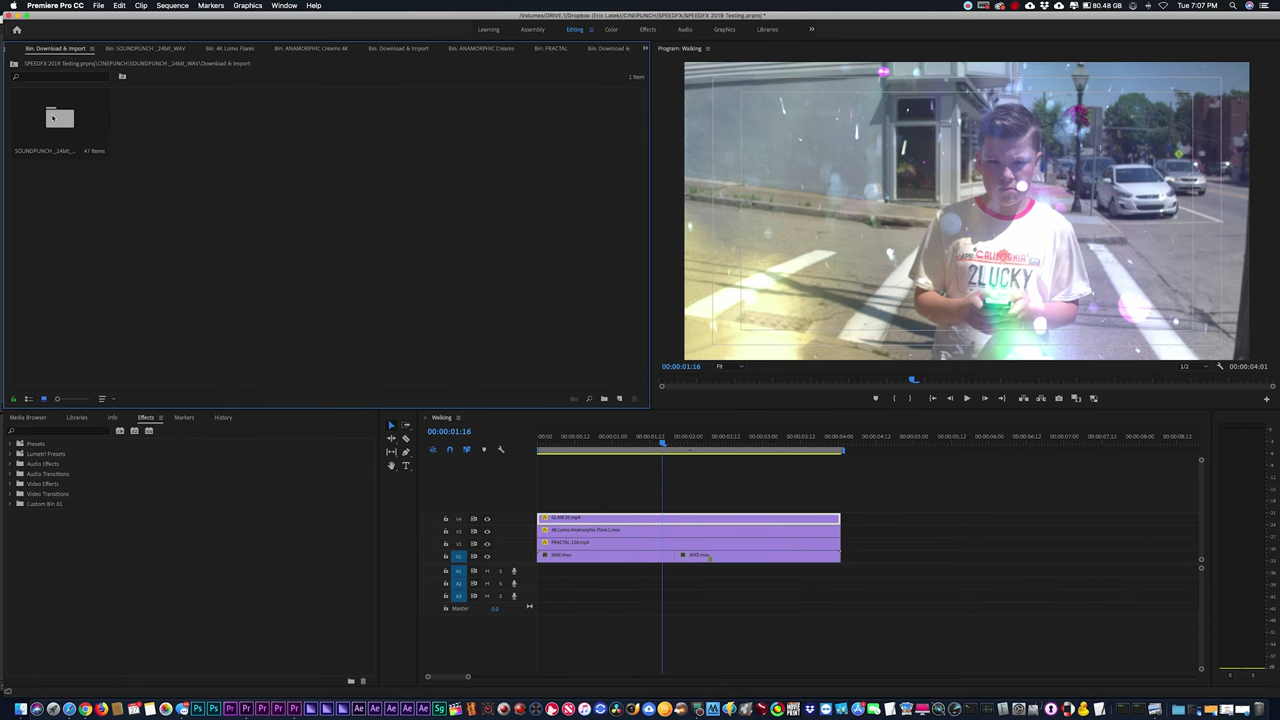 Premiere Pro CC File Edit Clip Sequence Markers Graphics Window Help
80.48 GB
Tue 7:07 PM
/Volumes/DRIVE.1/Dropbox (Eric Latek)/CINEPUNCH/SPEEDFX/SPEEDFX 2019 Testing.prproj *
Learning Assembly Editing Color Effects Audio Graphics Libraries
Bin: Download & Import
Bin: SOUNDPUNCH _24bit_WAV
Bin: 4K Lomo Flares
Bin: ANAMORPHIC Creams 4K
Bin: Download & Import
Bin: ANAMORPHIC Creams
Bin: FRACTAL
Bin: Download &
Program: Walking
SPEEDFX 2019 Testing.prproj\CINEPUNCH\SOUNDPUNCH _24bit_WAV\Download & Import
1 Item
SOUNDPUNCH _24bit_... 47 Items
CALIFORNIA
2LUCKY
00:00:01:16 Fit 1/2 00:00:04:01
Media Browser Libraries Info Effects Markers History
Presets
Lumetri Presets
Audio Effects
Audio Transitions
Video Effects
Video Transitions
Custom Bin 01
Walking
00:00:01:16
:00:00 00:00:00:12 00:00:01:00 00:00:01:12 00:00:02:00 00:00:02:12 00:00:03:00 00:00:03:12 00:00:04:00 00:00:04:12 00:00:05:00 00:00:05:12 00:00:06:00 00:00:06:12 00:00:07:00 00:00:07:12 00:00:08:00 00:00:08:12
V4 GLAM 20.mp4
V3 4K Lomo Anamorphic Flare 1.mov
V2 FRACTAL 126.mp4
V1 JAKE.mov JAKE.mov
A1 M S
A2 M S
A3 M S
Master 0.0
S S